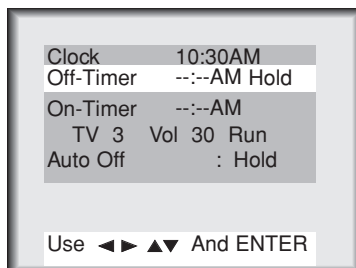 Clock 10:30AM
Off-Timer --:--AM Hold
On-Timer --:--AM
TV 3 Vol 30 Run
Auto Off : Hold
Use ◄ ► ▲▼ And ENTER